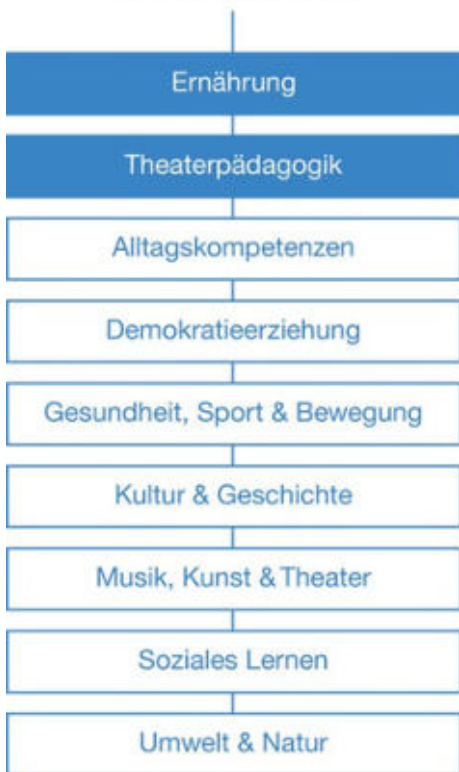 Ernährung
Theaterpädagogik
Alltagskompetenzen
Demokratieerziehung
Gesundheit, Sport & Bewegung
Kultur & Geschichte
Musik, Kunst & Theater
Soziales Lernen
Umwelt & Natur